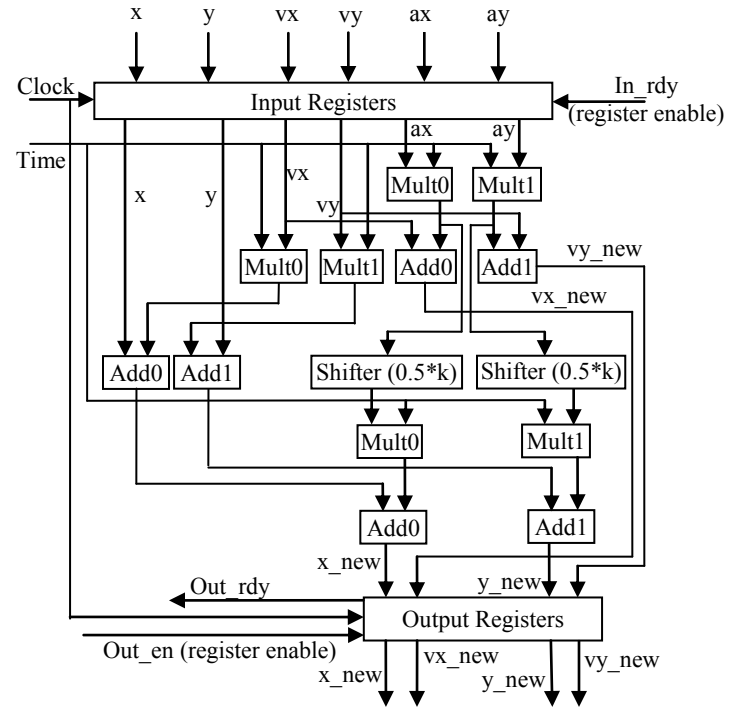 x y vx vy ax ay
Clock
Input Registers
In_rdy
(register enable)
Time
ax ay
vx
Mult0 Mult1
x y
vy
vy_new
Mult0 Mult1 Add0 Add1
vx_new
Add0 Add1 Shifter (0.5*k) Shifter (0.5*k)
Mult0 Mult1
Add0 Add1
x_new
y_new
Out_rdy
Output Registers
Out_en (register enable)
x_new vx_new y_new vy_new